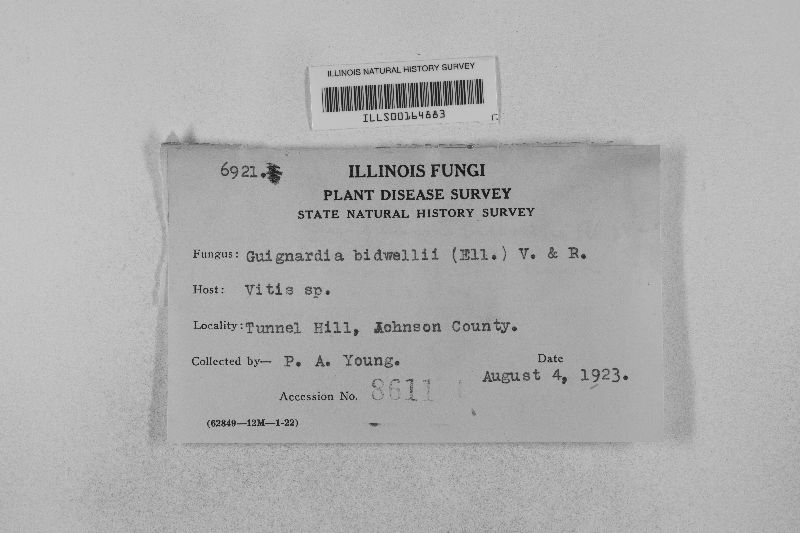 ILLINOIS NATURAL HISTORY SURVEY
ILLS00164883
6921.
ILLINOIS FUNGI
PLANT DISEASE SURVEY
STATE NATURAL HISTORY SURVEY
Fungus: Guignardia bidwellii (Ell.) V. & R.
Host: Vitis sp.
Locality: Tunnel Hill, Johnson County.
Collected by— P. A. Young.
Date
August 4, 1923.
Accession No. 8611
(62849—12M—1-22)